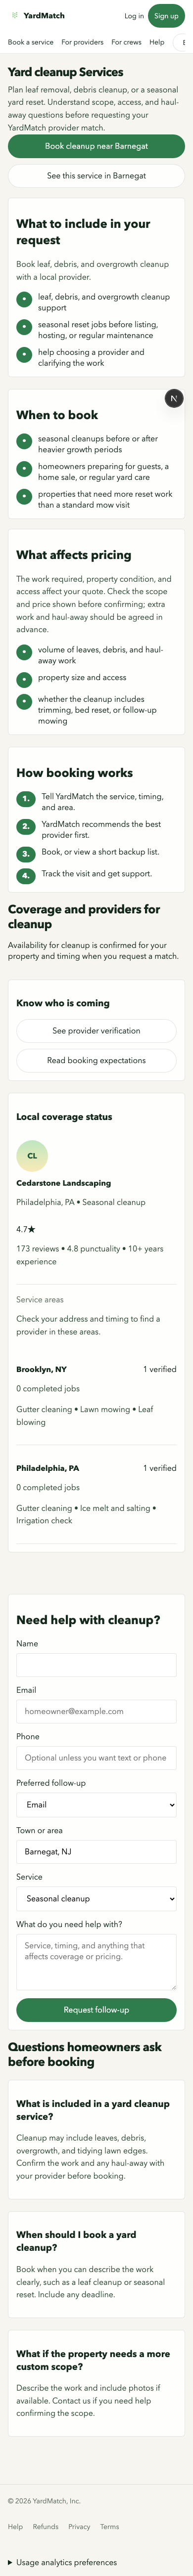 YardMatch
Log in
Sign up
Book a service
For providers
For crews
Help
Yard cleanup Services
Plan leaf removal, debris cleanup, or a seasonal
yard reset. Understand scope, access, and haul-
away questions before requesting your
YardMatch provider match.
Book cleanup near Barnegat
See this service in Barnegat
What to include in your
request
Book leaf, debris, and overgrowth cleanup
with a local provider.
leaf, debris, and overgrowth cleanup
support
seasonal reset jobs before listing,
hosting, or regular maintenance
help choosing a provider and
clarifying the work
N
When to book
seasonal cleanups before or after
heavier growth periods
homeowners preparing for guests, a
home sale, or regular yard care
properties that need more reset work
than a standard mow visit
What affects pricing
The work required, property condition, and
access affect your quote. Check the scope
and price shown before confirming; extra
work and haul-away should be agreed in
advance.
volume of leaves, debris, and haul-
away work
property size and access
whether the cleanup includes
trimming, bed reset, or follow-up
mowing
How booking works
1. Tell YardMatch the service, timing,
and area.
2. YardMatch recommends the best
provider first.
3. Book, or view a short backup list.
4. Track the visit and get support.
Coverage and providers for
cleanup
Availability for cleanup is confirmed for your
property and timing when you request a match.
Know who is coming
See provider verification
Read booking expectations
Local coverage status
CL
Cedarstone Landscaping
Philadelphia, PA • Seasonal cleanup
4.7★
173 reviews • 4.8 punctuality • 10+ years
experience
Service areas
Check your address and timing to find a
provider in these areas.
Brooklyn, NY 1 verified
0 completed jobs
Gutter cleaning • Lawn mowing • Leaf
blowing
Philadelphia, PA 1 verified
0 completed jobs
Gutter cleaning • Ice melt and salting •
Irrigation check
Need help with cleanup?
Name
Email
homeowner@example.com
Phone
Optional unless you want text or phone
Preferred follow-up
Email
Town or area
Barnegat, NJ
Service
Seasonal cleanup
What do you need help with?
Service, timing, and anything that
affects coverage or pricing.
Request follow-up
Questions homeowners ask
before booking
What is included in a yard cleanup
service?
Cleanup may include leaves, debris,
overgrowth, and tidying lawn edges.
Confirm the work and any haul-away with
your provider before booking.
When should I book a yard
cleanup?
Book when you can describe the work
clearly, such as a leaf cleanup or seasonal
reset. Include any deadline.
What if the property needs a more
custom scope?
Describe the work and include photos if
available. Contact us if you need help
confirming the scope.
© 2026 YardMatch, Inc.
Help
Refunds
Privacy
Terms
Usage analytics preferences